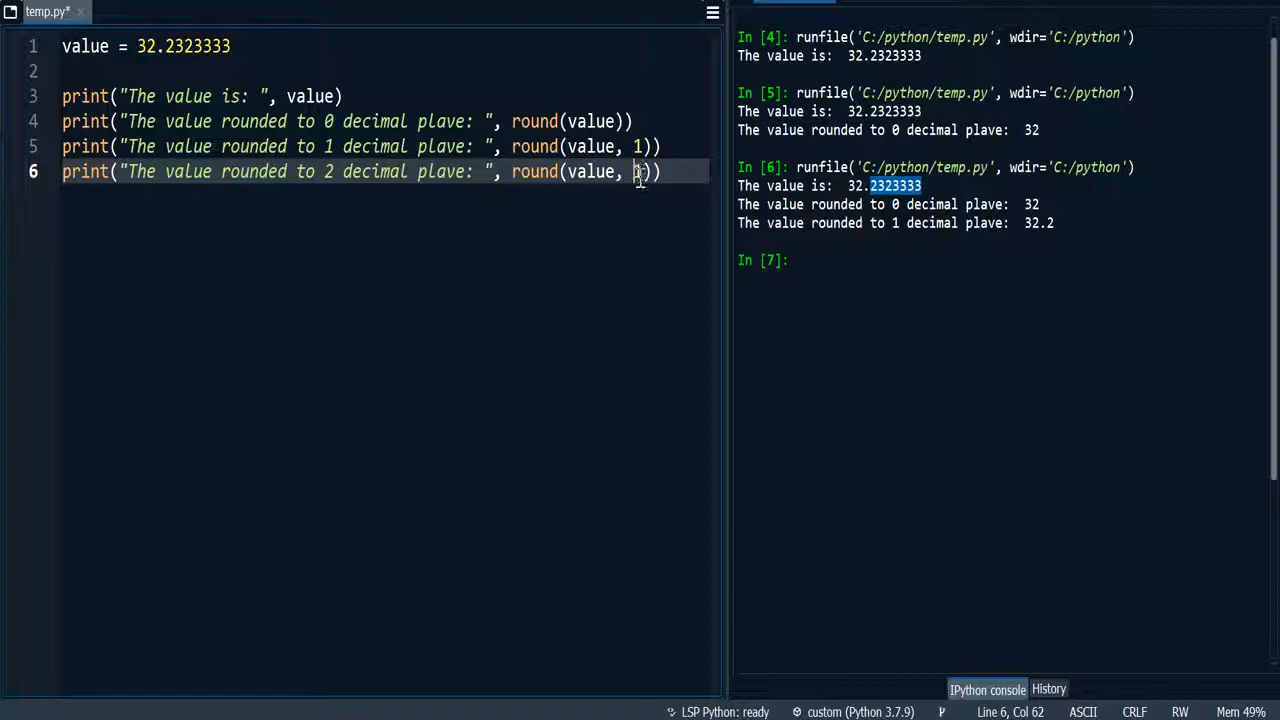 temp.py*
1 value = 32.2323333
2
3 print("The value is: ", value)
4 print("The value rounded to 0 decimal plave: ", round(value))
5 print("The value rounded to 1 decimal plave: ", round(value, 1))
6 print("The value rounded to 2 decimal plave: ", round(value, ))
In [4]: runfile('C:/python/temp.py', wdir='C:/python')
The value is:  32.2323333
In [5]: runfile('C:/python/temp.py', wdir='C:/python')
The value is:  32.2323333
The value rounded to 0 decimal plave:  32
In [6]: runfile('C:/python/temp.py', wdir='C:/python')
The value is:  32.2323333
The value rounded to 0 decimal plave:  32
The value rounded to 1 decimal plave:  32.2
In [7]:
IPython console History
LSP Python: ready custom (Python 3.7.9) Line 6, Col 62 ASCII CRLF RW Mem 49%